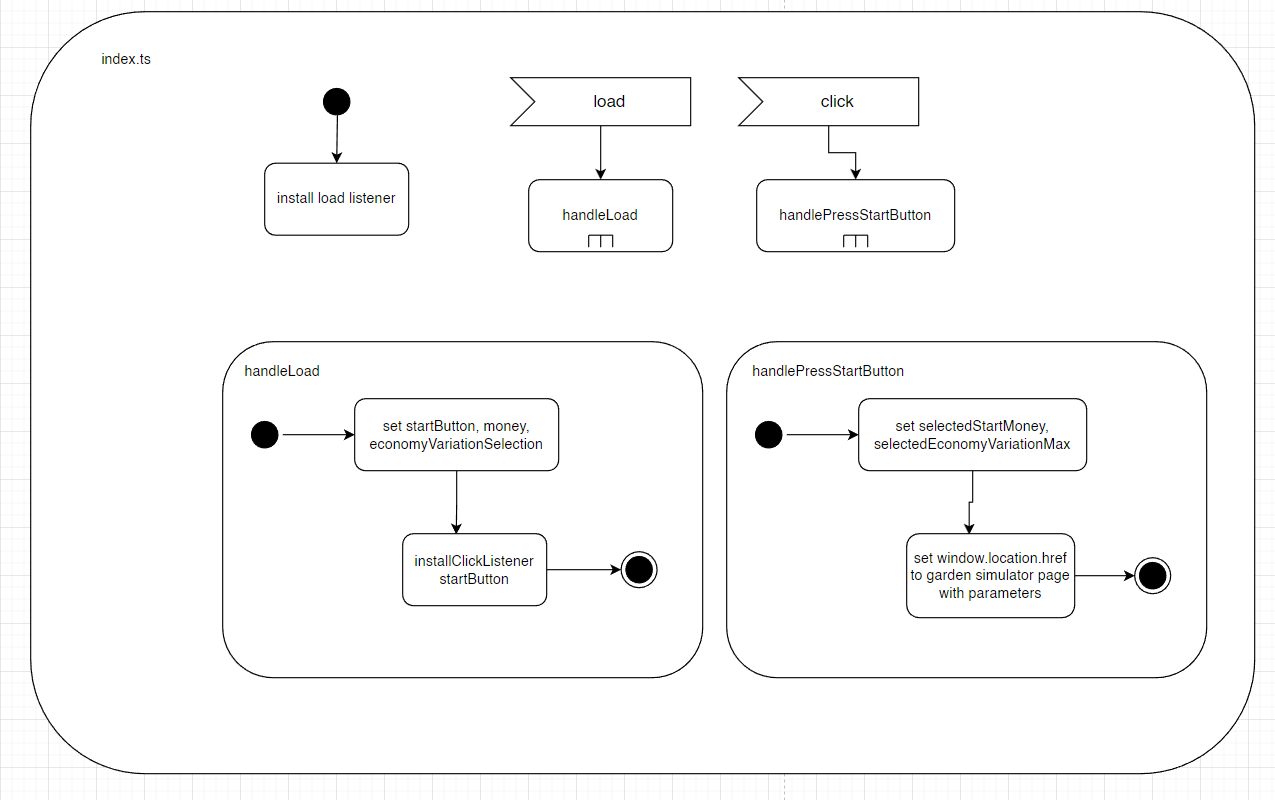 index.ts
load
click
install load listener
handleLoad
handlePressStartButton
handleLoad
handlePressStartButton
set startButton, money,
economyVariationSelection
set selectedStartMoney,
selectedEconomyVariationMax
installClickListener
startButton
set window.location.href
to garden simulator page
with parameters